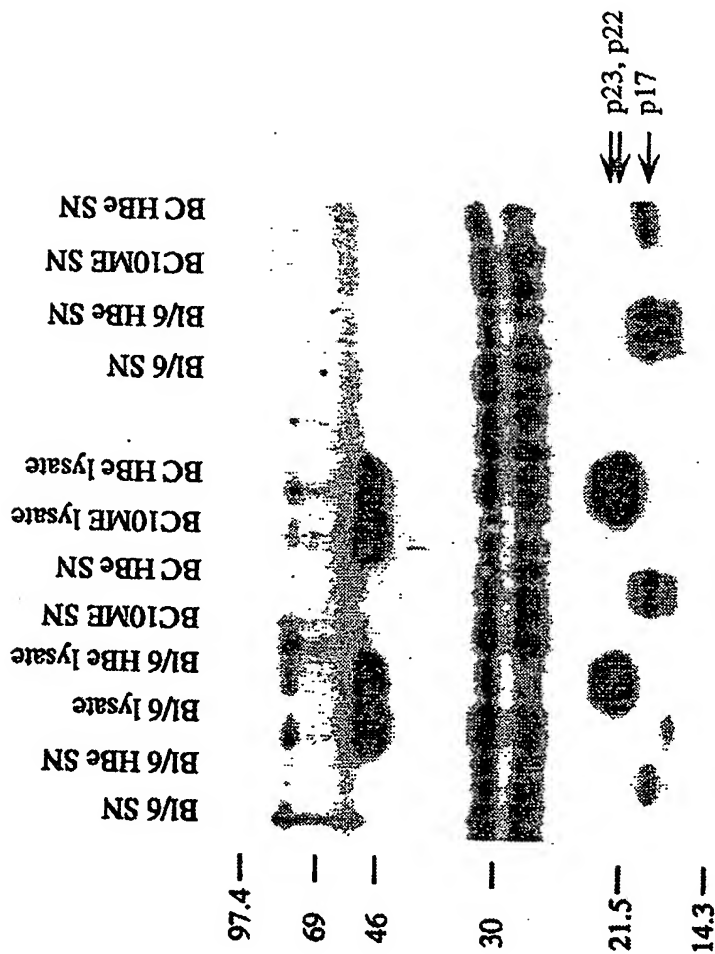 BC HBe SN
BC10ME SN
Bl/6 HBe SN
Bl/6 SN
BC HBe lysate
BC10ME lysate
BC HBe SN
BC10ME SN
Bl/6 HBe lysate
Bl/6 lysate
Bl/6 HBe SN
Bl/6 SN
97.4
69
46
30
21.5
14.3
p23, p22
p17